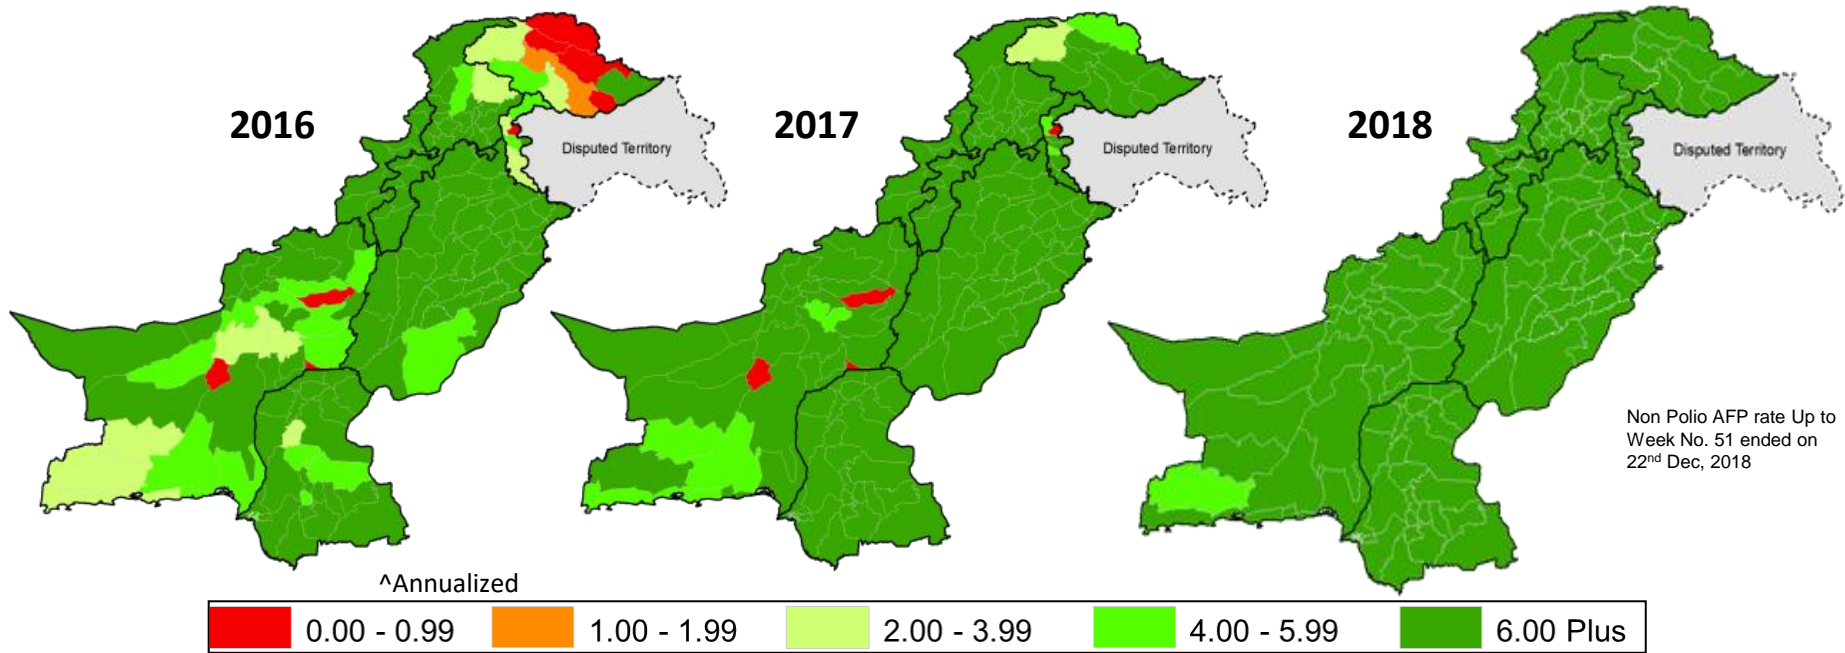 2016
2017
2018
Disputed Territory
Disputed Territory
Disputed Territory
Non Polio AFP rate Up to
Week No. 51 ended on
22nd Dec, 2018
^Annualized
0.00 - 0.99
1.00 - 1.99
2.00 - 3.99
4.00 - 5.99
6.00 Plus